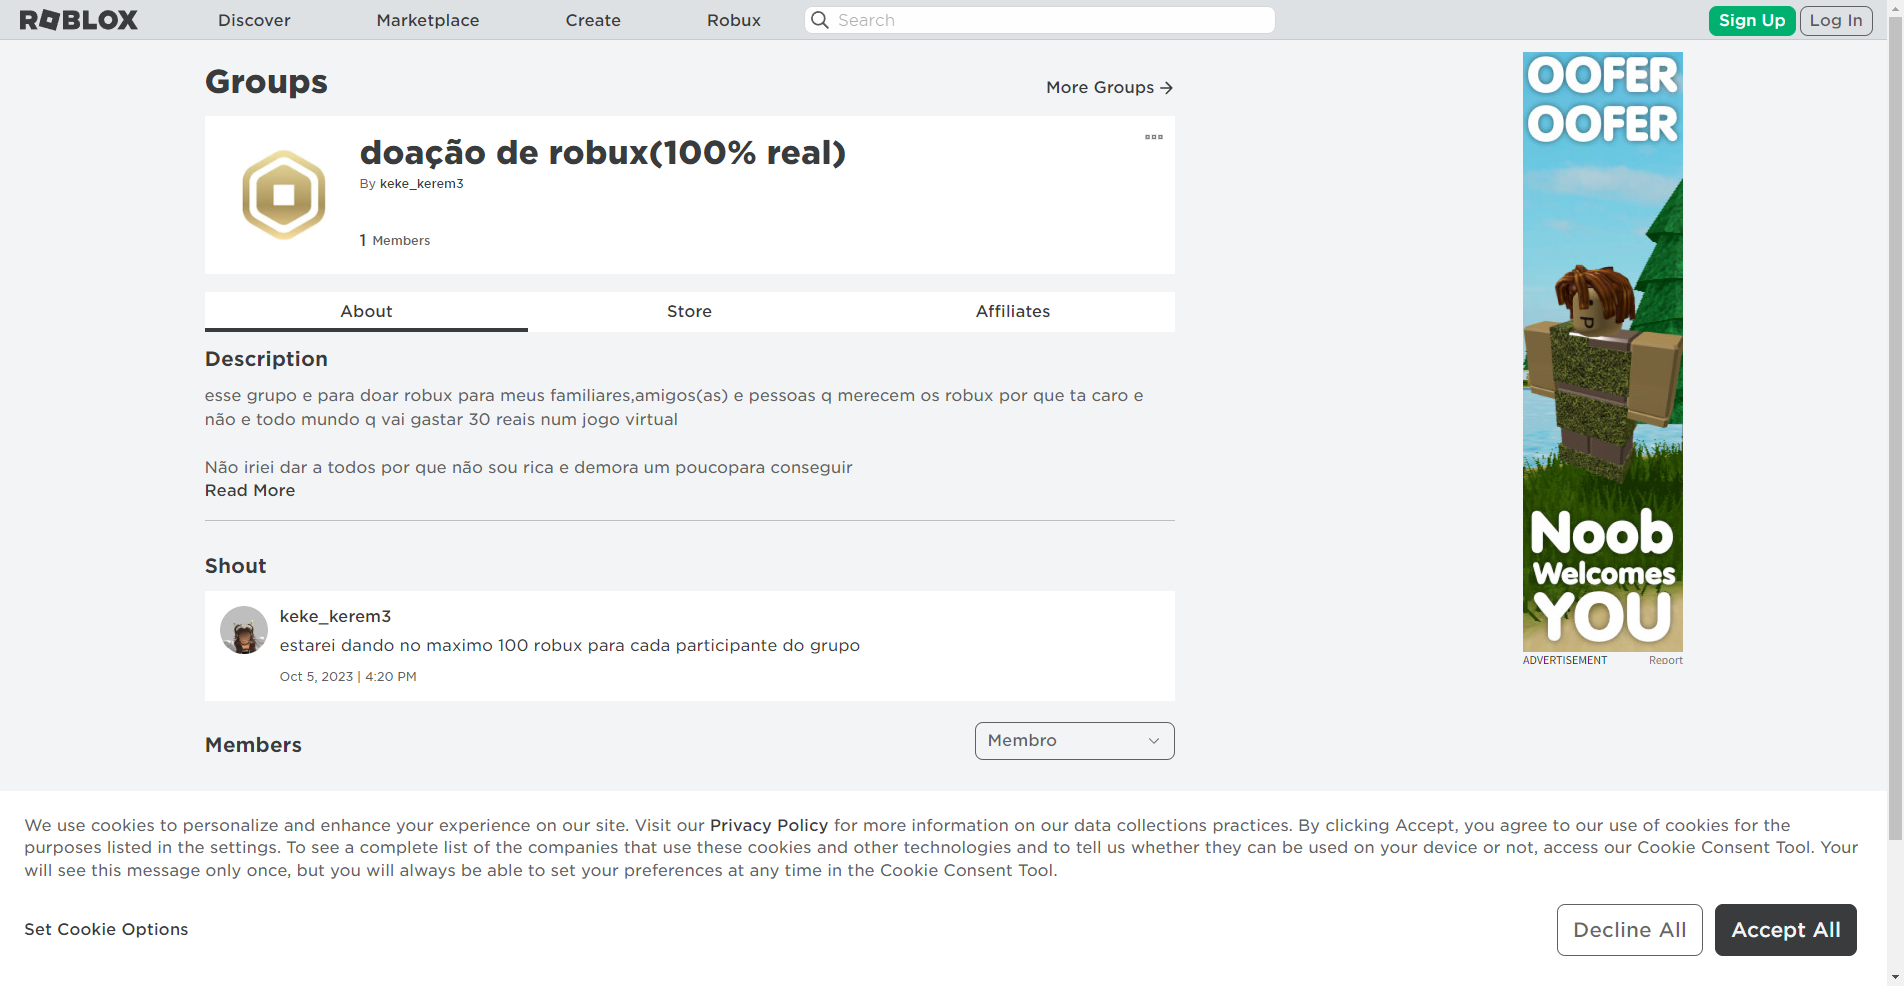 ROBLOX Discover Marketplace Create Robux Search Sign Up Log In
Groups
More Groups
doação de robux(100% real)
By keke_kerem3
1 Members
About Store Affiliates
Description
esse grupo e para doar robux para meus familiares,amigos(as) e pessoas q merecem os robux por que ta caro e
não e todo mundo q vai gastar 30 reais num jogo virtual
Não iriei dar a todos por que não sou rica e demora um poucopara conseguir
Read More
Shout
keke_kerem3
estarei dando no maximo 100 robux para cada participante do grupo
Oct 5, 2023 | 4:20 PM
Members
Membro
OOFER
OOFER
Noob
Welcomes
YOU
ADVERTISEMENT Report
We use cookies to personalize and enhance your experience on our site. Visit our Privacy Policy for more information on our data collections practices. By clicking Accept, you agree to our use of cookies for the
purposes listed in the settings. To see a complete list of the companies that use these cookies and other technologies and to tell us whether they can be used on your device or not, access our Cookie Consent Tool. Your
will see this message only once, but you will always be able to set your preferences at any time in the Cookie Consent Tool.
Set Cookie Options
Decline All
Accept All